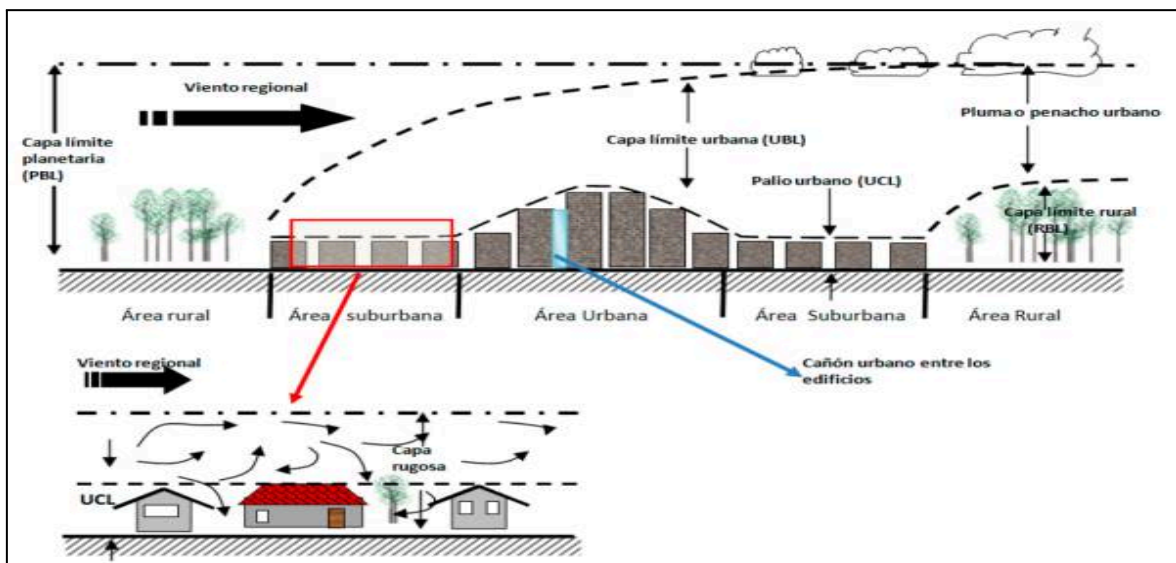 Viento regional
Capa límite
planetaria
(PBL)
Capa límite urbana (UBL)
Pluma o penacho urbano
Palio urbano (UCL)
Capa límite rural
(RBL)
Área rural
Área suburbana
Área Urbana
Área Suburbana
Área Rural
Viento regional
Cañón urbano entre los
edificios
Capa
rugosa
UCL